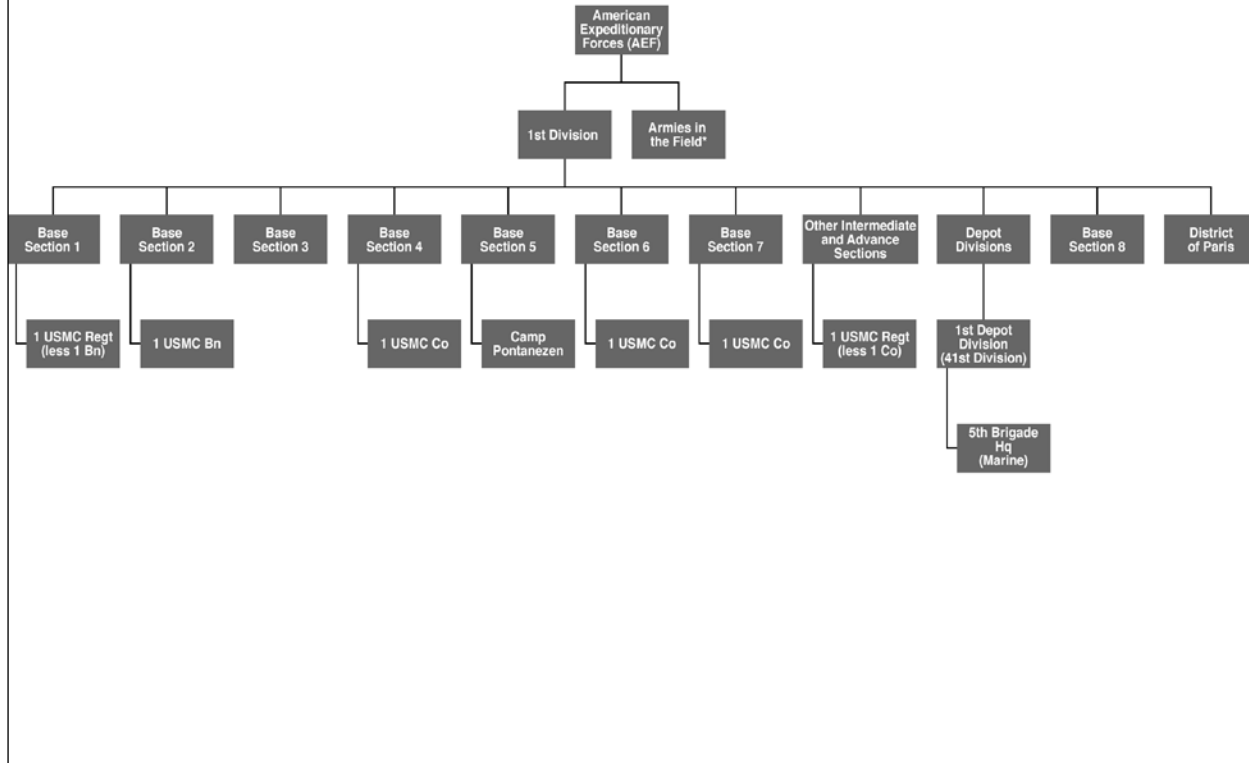 American
Expeditionary
Forces (AEF)
1st Division
Armies in
the Field*
Base
Section 1
Base
Section 2
Base
Section 3
Base
Section 4
Base
Section 5
Base
Section 6
Base
Section 7
Other Intermediate
and Advance
Sections
Depot
Divisions
Base
Section 8
District
of Paris
1 USMC Regt
(less 1 Bn)
1 USMC Bn
1 USMC Co
Camp
Pontanezen
1 USMC Co
1 USMC Co
1 USMC Regt
(less 1 Co)
1st Depot
Division
(41st Division)
5th Brigade
Hq
(Marine)